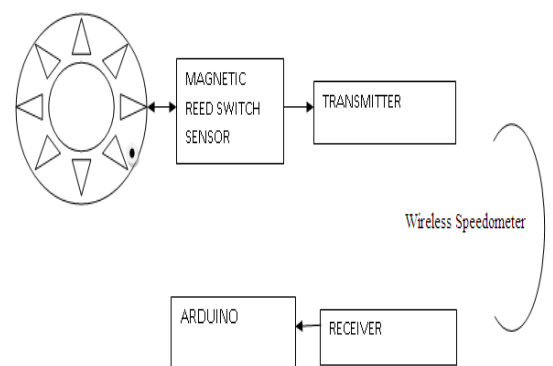 MAGNETIC
REED SWITCH
SENSOR
TRANSMITTER
Wireless Speedometer
ARDUINO
RECEIVER